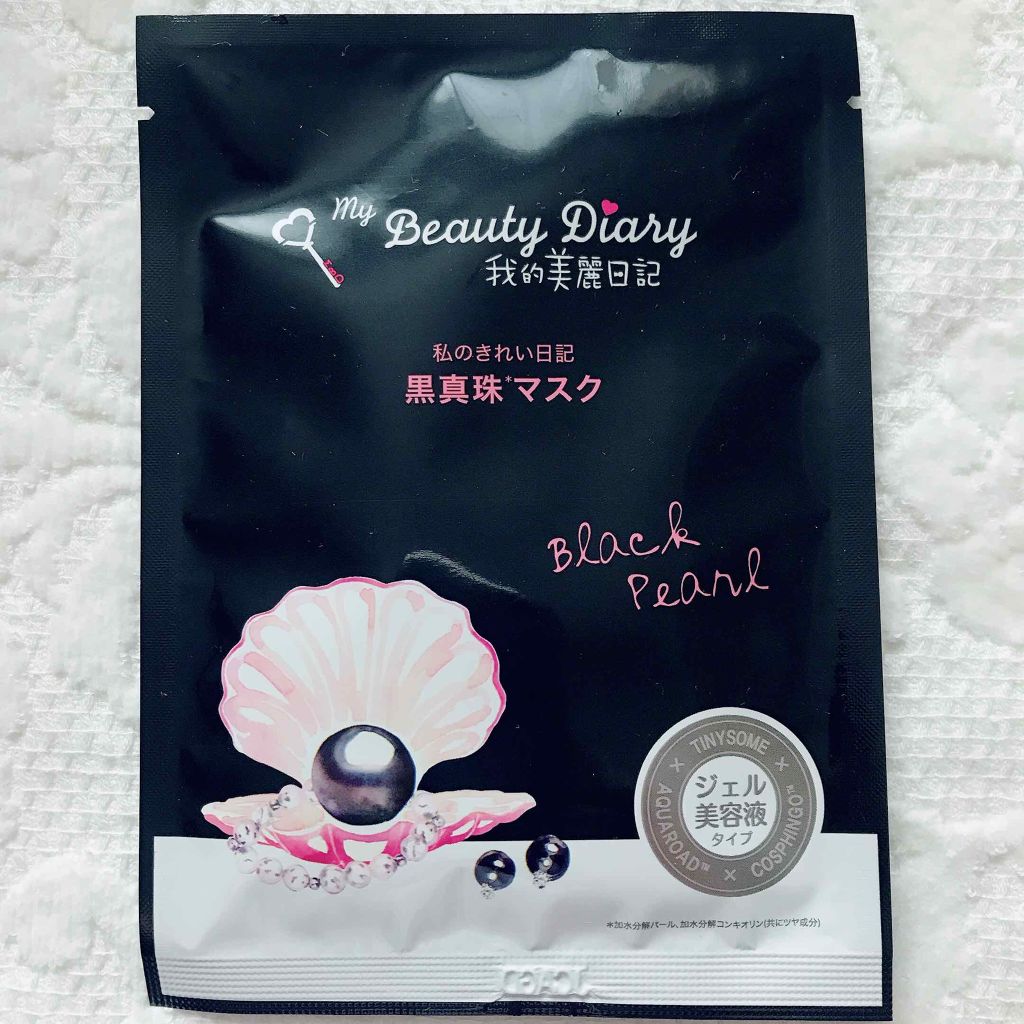 My Beauty Diary
我的美麗日記
私のきれい日記
黒真珠*マスク
Black
Pearl
TINYSOME × COSPHINGO™ × AQUAROAD™ ×
ジェル
美容液
タイプ
*加水分解パール、加水分解コンキオリン(共にツヤ成分)